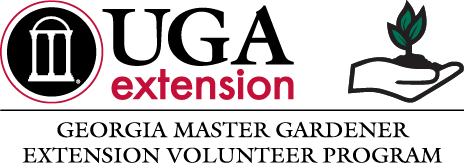 UGA
extension
®
GEORGIA MASTER GARDENER
EXTENSION VOLUNTEER PROGRAM